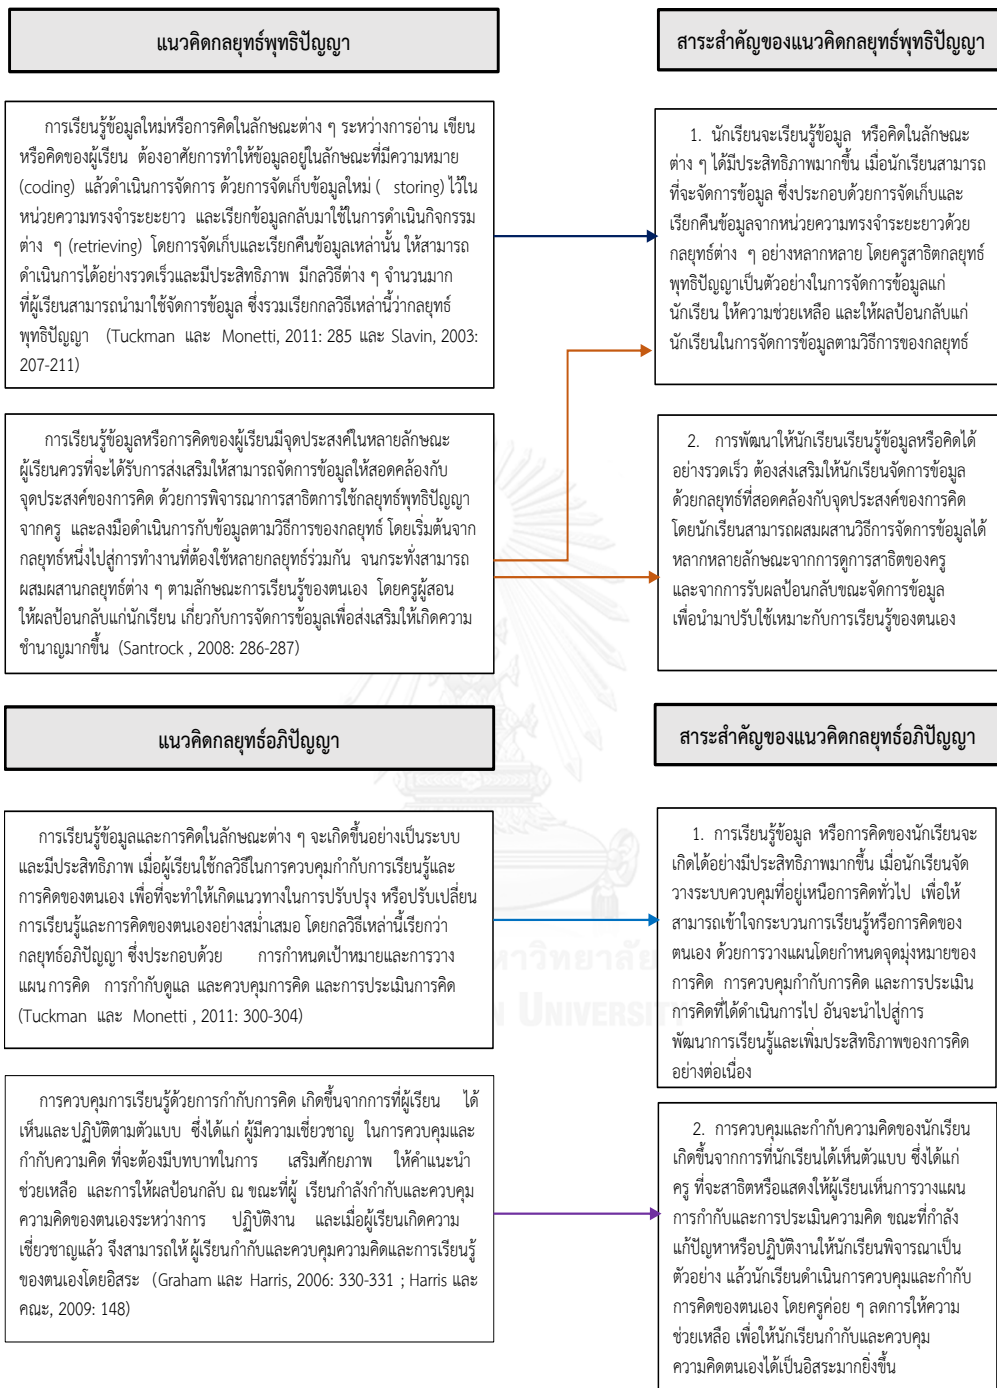 แนวคิดกลยุทธ์พุทธิปัญญา
สาระสำคัญของแนวคิดกลยุทธ์พุทธิปัญญา
การเรียนรู้ข้อมูลใหม่หรือการคิดในลักษณะต่าง ๆ ระหว่างการอ่าน เขียน
หรือคิดของผู้เรียน ต้องอาศัยการทำให้ข้อมูลอยู่ในลักษณะที่มีความหมาย
(coding) แล้วดำเนินการจัดการ ด้วยการจัดเก็บข้อมูลใหม่ ( storing) ไว้ใน
หน่วยความทรงจำระยะยาว และเรียกข้อมูลกลับมาใช้ในการดำเนินกิจกรรม
ต่าง ๆ (retrieving) โดยการจัดเก็บและเรียกคืนข้อมูลเหล่านั้น ให้สามารถ
ดำเนินการได้อย่างรวดเร็วและมีประสิทธิภาพ มีกลวิธีต่าง ๆ จำนวนมาก
ที่ผู้เรียนสามารถนำมาใช้จัดการข้อมูล ซึ่งรวมเรียกกลวิธีเหล่านี้ว่ากลยุทธ์
พุทธิปัญญา (Tuckman และ Monetti, 2011: 285 และ Slavin, 2003:
207-211)
1. นักเรียนจะเรียนรู้ข้อมูล หรือคิดในลักษณะ
ต่าง ๆ ได้มีประสิทธิภาพมากขึ้น เมื่อนักเรียนสามารถ
ที่จะจัดการข้อมูล ซึ่งประกอบด้วยการจัดเก็บและ
เรียกคืนข้อมูลจากหน่วยความทรงจำระยะยาวด้วย
กลยุทธ์ต่าง ๆ อย่างหลากหลาย โดยครูสาธิตกลยุทธ์
พุทธิปัญญาเป็นตัวอย่างในการจัดการข้อมูลแก่
นักเรียน ให้ความช่วยเหลือ และให้ผลป้อนกลับแก่
นักเรียนในการจัดการข้อมูลตามวิธีการของกลยุทธ์
การเรียนรู้ข้อมูลหรือการคิดของผู้เรียนมีจุดประสงค์ในหลายลักษณะ
ผู้เรียนควรที่จะได้รับการส่งเสริมให้สามารถจัดการข้อมูลให้สอดคล้องกับ
จุดประสงค์ของการคิด ด้วยการพิจารณาการสาธิตการใช้กลยุทธ์พุทธิปัญญา
จากครู และลงมือดำเนินการกับข้อมูลตามวิธีการของกลยุทธ์ โดยเริ่มต้นจาก
กลยุทธ์หนึ่งไปสู่การทำงานที่ต้องใช้หลายกลยุทธ์ร่วมกัน จนกระทั่งสามารถ
ผสมผสานกลยุทธ์ต่าง ๆ ตามลักษณะการเรียนรู้ของตนเอง โดยครูผู้สอน
ให้ผลป้อนกลับแก่นักเรียน เกี่ยวกับการจัดการข้อมูลเพื่อส่งเสริมให้เกิดความ
ชำนาญมากขึ้น (Santrock , 2008: 286-287)
2. การพัฒนาให้นักเรียนเรียนรู้ข้อมูลหรือคิดได้
อย่างรวดเร็ว ต้องส่งเสริมให้นักเรียนจัดการข้อมูล
ด้วยกลยุทธ์ที่สอดคล้องกับจุดประสงค์ของการคิด
โดยนักเรียนสามารถผสมผสานวิธีการจัดการข้อมูลได้
หลากหลายลักษณะจากการดูการสาธิตของครู
และจากการรับผลป้อนกลับขณะจัดการข้อมูล
เพื่อนำมาปรับใช้เหมาะกับการเรียนรู้ของตนเอง
แนวคิดกลยุทธ์อภิปัญญา
สาระสำคัญของแนวคิดกลยุทธ์อภิปัญญา
การเรียนรู้ข้อมูลและการคิดในลักษณะต่าง ๆ จะเกิดขึ้นอย่างเป็นระบบ
และมีประสิทธิภาพ เมื่อผู้เรียนใช้กลวิธีในการควบคุมกำกับการเรียนรู้และ
การคิดของตนเอง เพื่อที่จะทำให้เกิดแนวทางในการปรับปรุง หรือปรับเปลี่ยน
การเรียนรู้และการคิดของตนเองอย่างสม่ำเสมอ โดยกลวิธีเหล่านี้เรียกว่า
กลยุทธ์อภิปัญญา ซึ่งประกอบด้วย การกำหนดเป้าหมายและการวาง
แผน การคิด การกำกับดูแล และควบคุมการคิด และการประเมินการคิด
(Tuckman และ Monetti , 2011: 300-304)
1. การเรียนรู้ข้อมูล หรือการคิดของนักเรียนจะ
เกิดได้อย่างมีประสิทธิภาพมากขึ้น เมื่อนักเรียนจัด
วางระบบควบคุมที่อยู่เหนือการคิดทั่วไป เพื่อให้
สามารถเข้าใจกระบวนการเรียนรู้หรือการคิดของ
ตนเอง ด้วยการวางแผนโดยกำหนดจุดมุ่งหมายของ
การคิด การควบคุมกำกับการคิด และการประเมิน
การคิดที่ได้ดำเนินการไป อันจะนำไปสู่การ
พัฒนาการเรียนรู้และเพิ่มประสิทธิภาพของการคิด
อย่างต่อเนื่อง
หาวิทยาลัย
UNIVERSITY
การควบคุมการเรียนรู้ด้วยการกำกับการคิด เกิดขึ้นจากการที่ผู้เรียน ได้
เห็นและปฏิบัติตามตัวแบบ ซึ่งได้แก่ ผู้มีความเชี่ยวชาญ ในการควบคุมและ
กำกับความคิด ที่จะต้องมีบทบาทในการ เสริมศักยภาพ ให้คำแนะนำ
ช่วยเหลือ และการให้ผลป้อนกลับ ณ ขณะที่ผู้ เรียนกำลังกำกับและควบคุม
ความคิดของตนเองระหว่างการ ปฏิบัติงาน และเมื่อผู้เรียนเกิดความ
เชี่ยวชาญแล้ว จึงสามารถให้ ผู้เรียนกำกับและควบคุมความคิดและการเรียนรู้
ของตนเองโดยอิสระ (Graham และ Harris, 2006: 330-331 ; Harris และ
คณะ, 2009: 148)
2. การควบคุมและกำกับความคิดของนักเรียน
เกิดขึ้นจากการที่นักเรียนได้เห็นตัวแบบ ซึ่งได้แก่
ครู ที่จะสาธิตหรือแสดงให้ผู้เรียนเห็นการวางแผน
การกำกับและการประเมินความคิด ขณะที่กำลัง
แก้ปัญหาหรือปฏิบัติงานให้นักเรียนพิจารณาเป็น
ตัวอย่าง แล้วนักเรียนดำเนินการควบคุมและกำกับ
การคิดของตนเอง โดยครูค่อย ๆ ลดการให้ความ
ช่วยเหลือ เพื่อให้นักเรียนกำกับและควบคุม
ความคิดตนเองได้เป็นอิสระมากยิ่งขึ้น